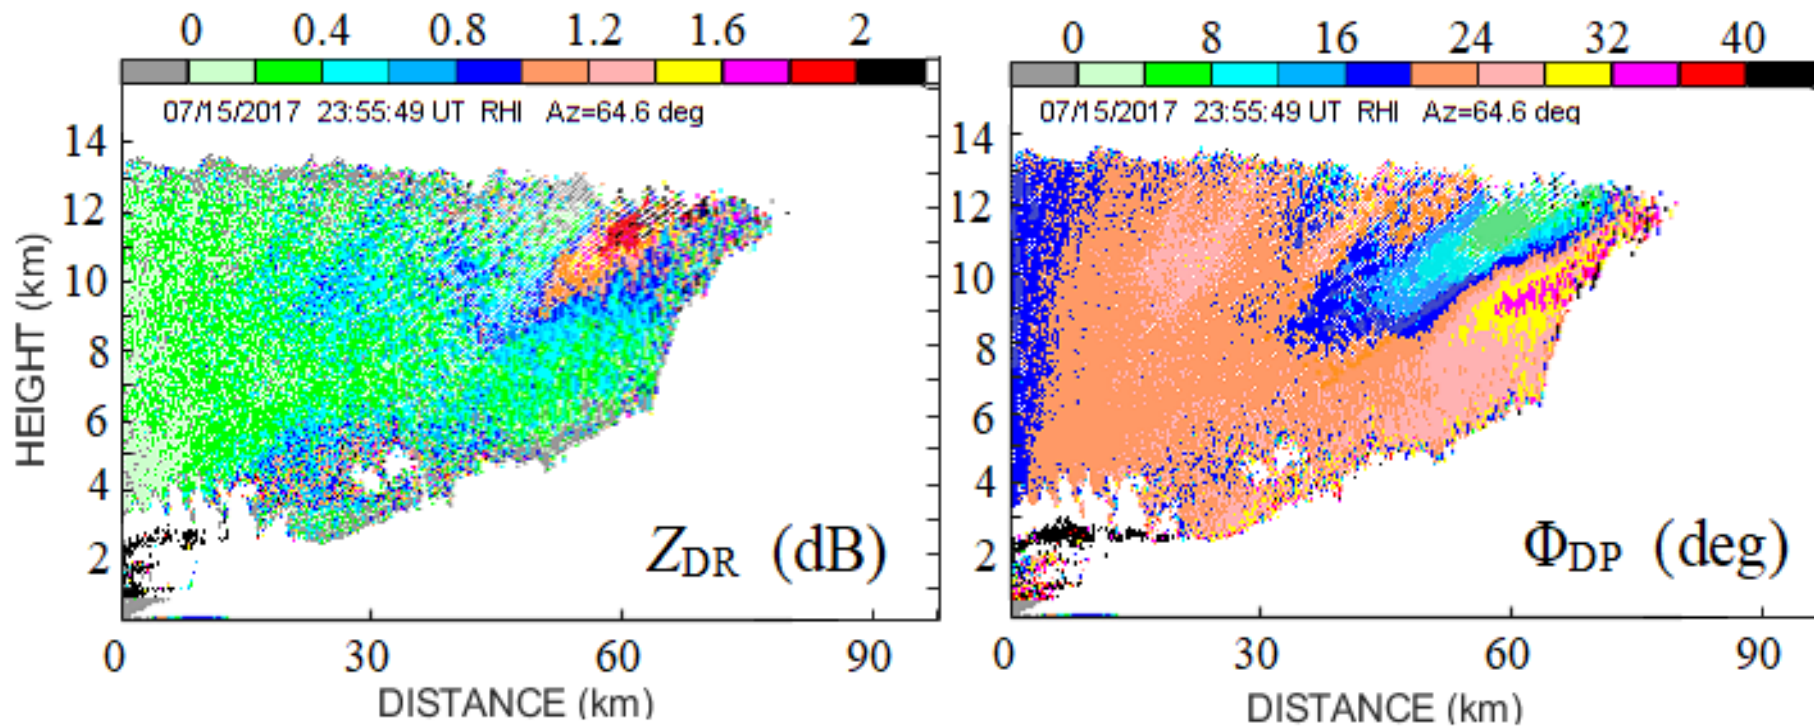 0 0.4 0.8 1.2 1.6 2
07/15/2017 23:55:49 UT RHI Az=64.6 deg
14
12
10
8
6
4
2
HEIGHT (km)
Z_DR (dB)
0 30 60 90
DISTANCE (km)
0 8 16 24 32 40
07/15/2017 23:55:49 UT RHI Az=64.6 deg
14
12
10
8
6
4
2
Φ_DP (deg)
0 30 60 90
DISTANCE (km)